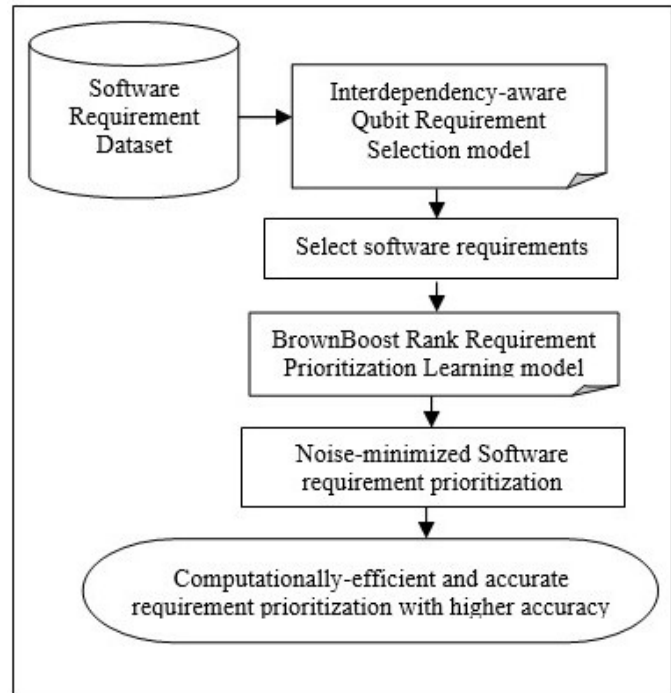 Software
Requirement
Dataset
Interdependency-aware
Qubit Requirement
Selection model
Select software requirements
BrownBoost Rank Requirement
Prioritization Learning model
Noise-minimized Software
requirement prioritization
Computationally-efficient and accurate
requirement prioritization with higher accuracy